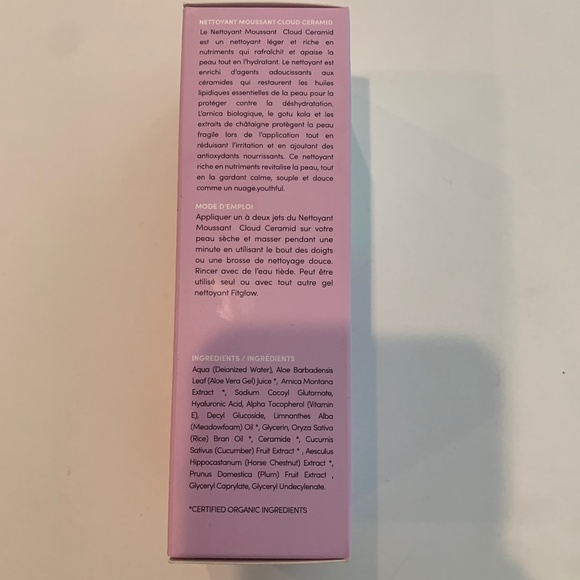 NETTOYANT MOUSSANT CLOUD CERAMID
Le Nettoyant Moussant Cloud Ceramid
est un nettoyant léger et riche en
nutriments qui rafraîchit et apaise la
peau tout en l'hydratant. Le nettoyant est
enrichi d'agents adoucissants aux
céramides qui restaurent les huiles
lipidiques essentielles de la peau pour la
protéger contre la déshydratation.
L'arnica biologique, le gotu kola et les
extraits de châtaigne protègent la peau
fragile lors de l'application tout en
réduisant l'irritation et en ajoutant des
antioxydants nourrissants. Ce nettoyant
riche en nutriments revitalise la peau, tout
en la gardant calme, souple et douce
comme un nuage.youthful.
MODE D'EMPLOI
Appliquer un à deux jets du Nettoyant
Moussant Cloud Ceramid sur votre
peau sèche et masser pendant une
minute en utilisant le bout des doigts
ou une brosse de nettoyage douce.
Rincer avec de l'eau tiède. Peut être
utilisé seul ou avec tout autre gel
nettoyant Fitglow.
INGREDIENTS / INGRÉDIENTS
Aqua (Deionized Water), Aloe Barbadensis
Leaf (Aloe Vera Gel) Juice *, Arnica Montana
Extract *, Sodium Cocoyl Glutamate,
Hyaluronic Acid, Alpha Tocopherol (Vitamin
E), Decyl Glucoside, Limnanthes Alba
(Meadowfoam) Oil *, Glycerin, Oryza Sativa
(Rice) Bran Oil *, Ceramide *, Cucumis
Sativus (Cucumber) Fruit Extract * , Aesculus
Hippocastanum (Horse Chestnut) Extract *,
Prunus Domestica (Plum) Fruit Extract ,
Glyceryl Caprylate, Glyceryl Undecylenate.
*CERTIFIED ORGANIC INGREDIENTS